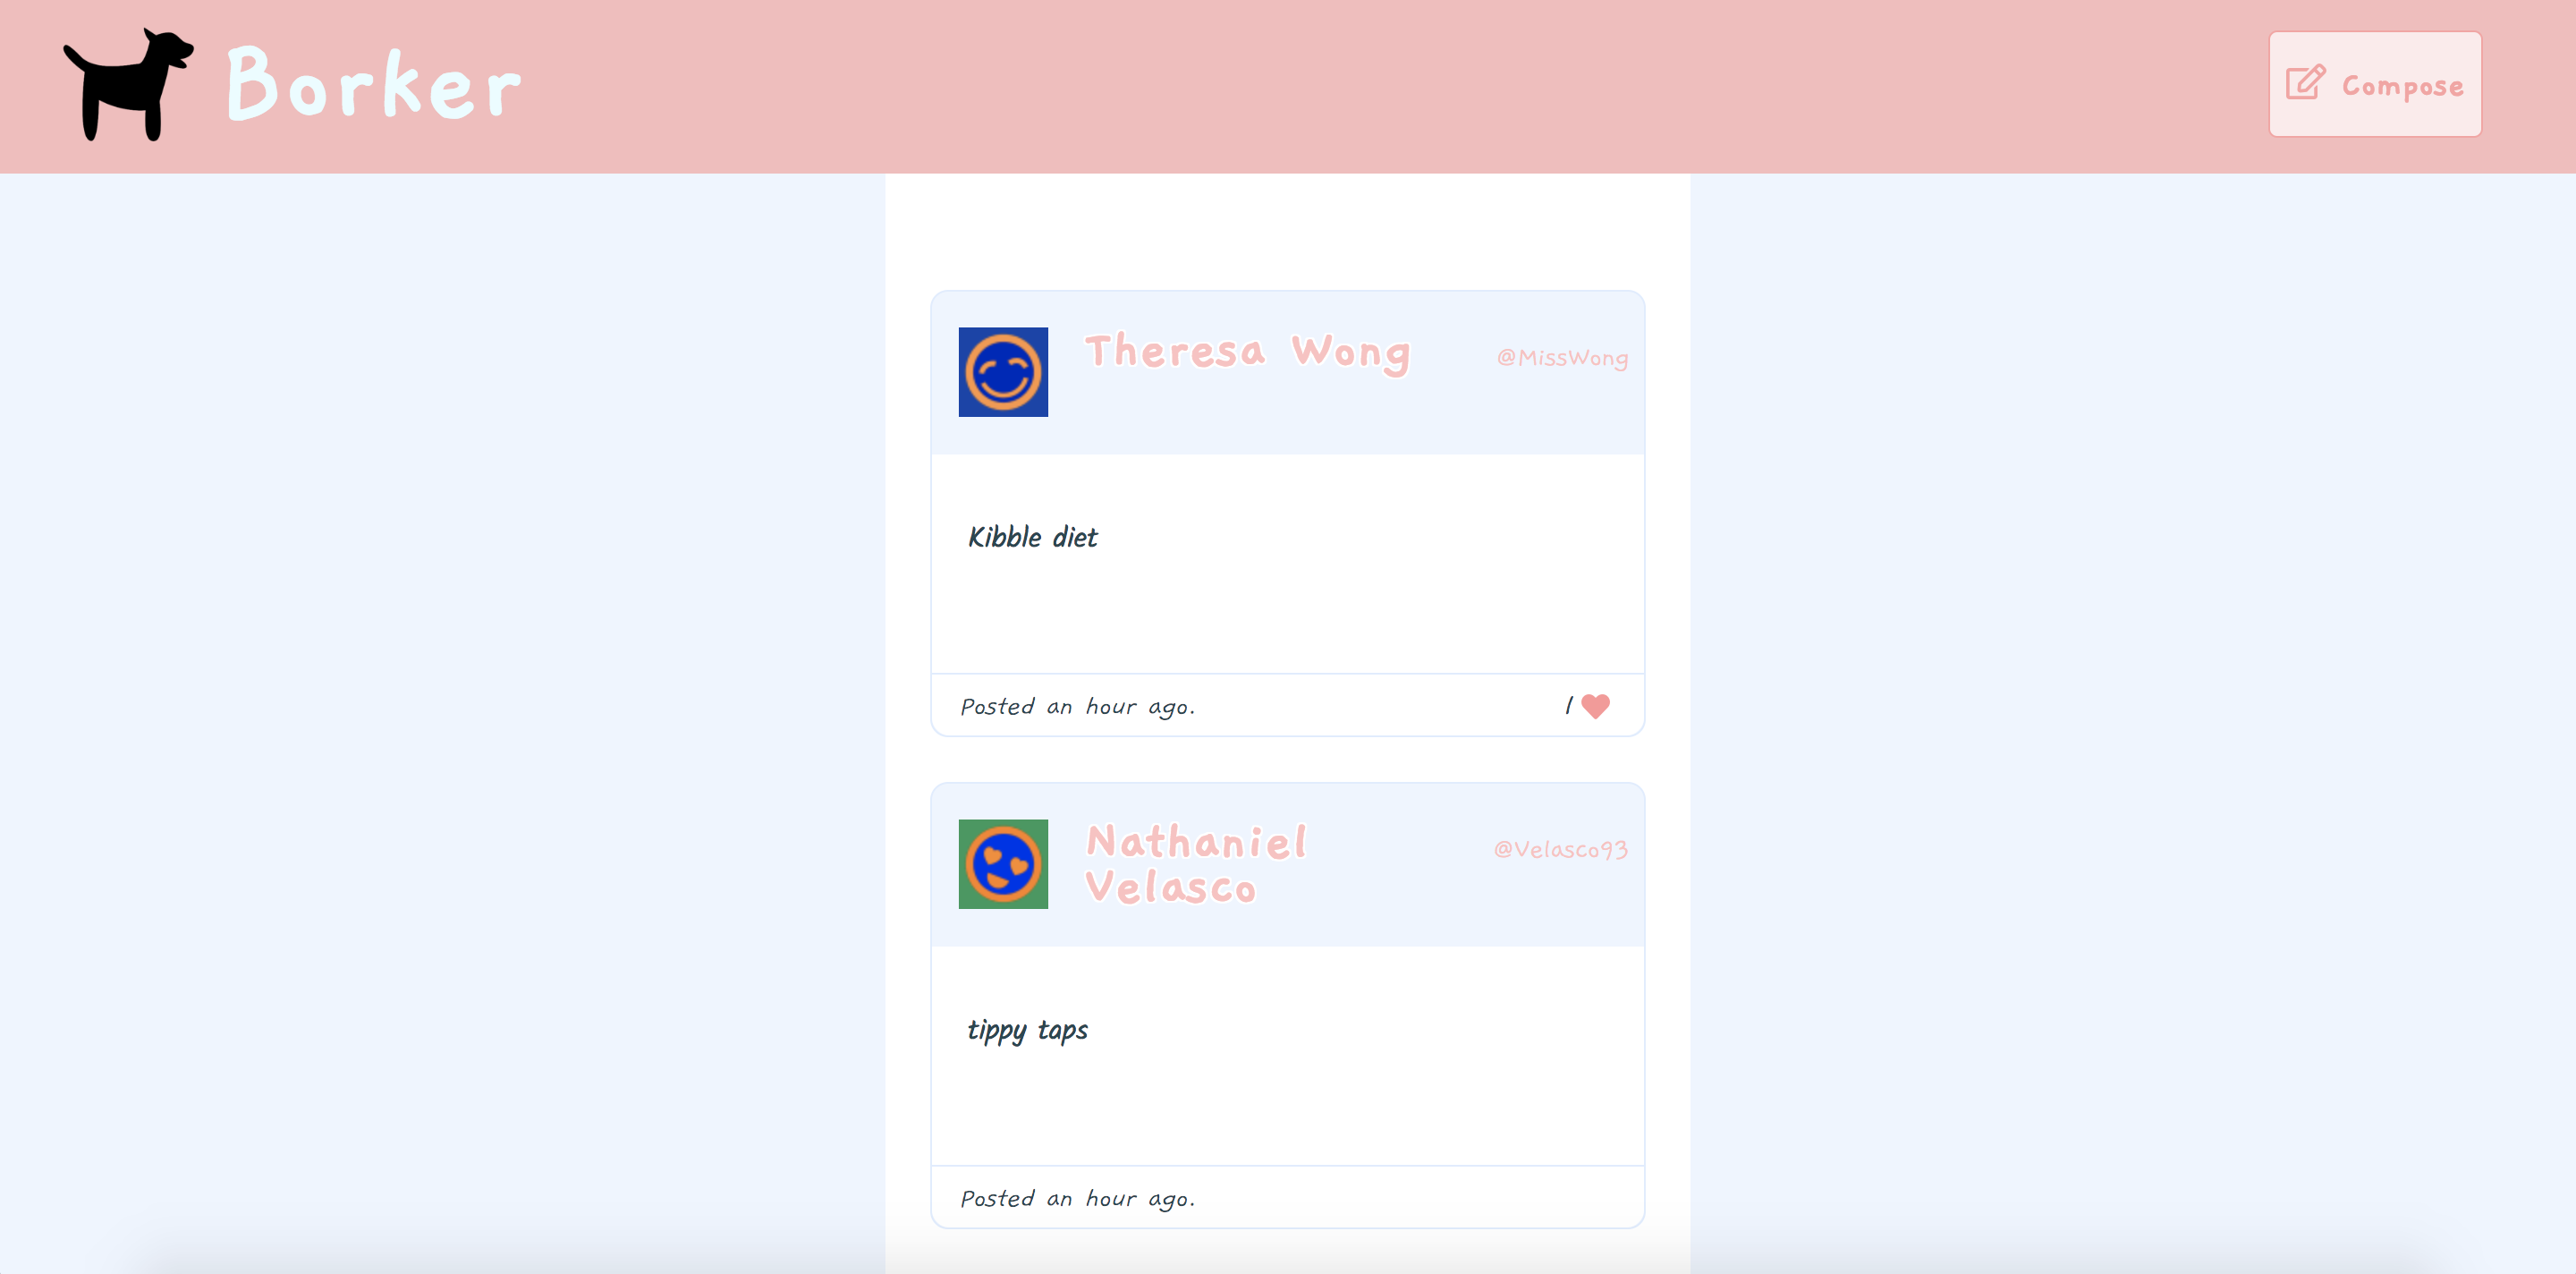 Borker
Compose
Theresa Wong
@MissWong
Kibble diet
Posted an hour ago.
1
Nathaniel
Velasco
@Velasco93
tippy taps
Posted an hour ago.